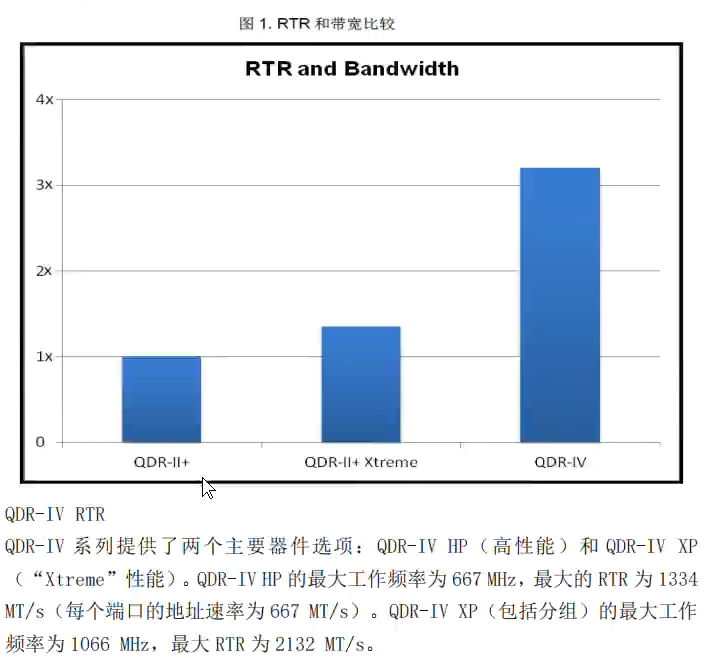 图 1. RTR 和带宽比较
RTR and Bandwidth
4x
3x
2x
1x
0
QDR-II+ QDR-II+ Xtreme QDR-IV
QDR-IV RTR
QDR-IV 系列提供了两个主要器件选项：QDR-IV HP（高性能）和 QDR-IV XP
（“Xtreme”性能）。QDR-IV HP 的最大工作频率为 667 MHz，最大的 RTR 为 1334
MT/s（每个端口的地址速率为 667 MT/s）。QDR-IV XP（包括分组）的最大工作
频率为 1066 MHz，最大 RTR 为 2132 MT/s。